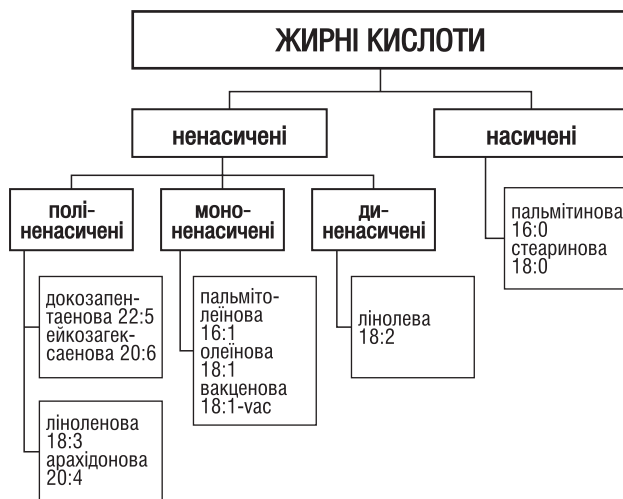 ЖИРНІ КИСЛОТИ
ненасичені
насичені
полі-
ненасичені
моно-
ненасичені
ди-
ненасичені
пальмітинова
16:0
стеаринова
18:0
докозапен-
таенова 22:5
ейкозагек-
саенова 20:6
пальміто-
леїнова
16:1
олеїнова
18:1
вакценова
18:1-vac
лінолева
18:2
ліноленова
18:3
арахідонова
20:4